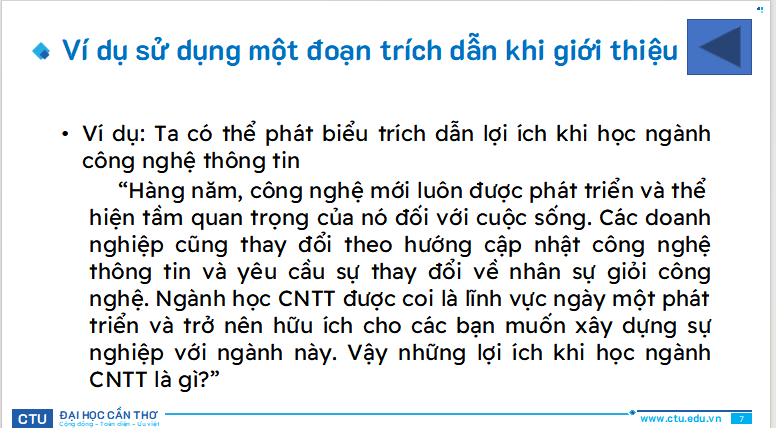 Ví dụ sử dụng một đoạn trích dẫn khi giới thiệu
• Ví dụ: Ta có thể phát biểu trích dẫn lợi ích khi học ngành
công nghệ thông tin
“Hàng năm, công nghệ mới luôn được phát triển và thể
hiện tầm quan trọng của nó đối với cuộc sống. Các doanh
nghiệp cũng thay đổi theo hướng cập nhật công nghệ
thông tin và yêu cầu sự thay đổi về nhân sự giỏi công
nghệ. Ngành học CNTT được coi là lĩnh vực ngày một phát
triển và trở nên hữu ích cho các bạn muốn xây dựng sự
nghiệp với ngành này. Vậy những lợi ích khi học ngành
CNTT là gì?”
CTU ĐẠI HỌC CẦN THƠ
Cộng đồng – Toàn diện – Ưu việt
www.ctu.edu.vn 7